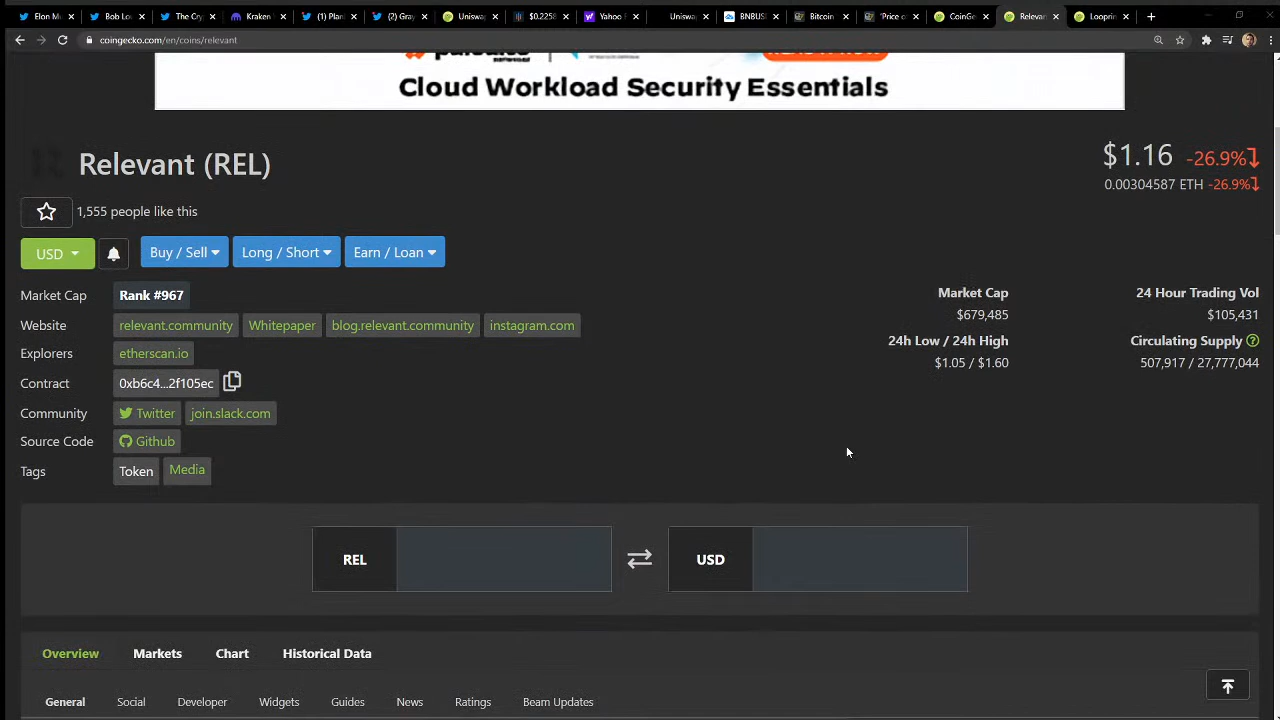 Elon M
Bob Lo
The Cry
Kraken
(1) Plan
(2) Gray
Uniswap
$0.2258
Yahoo F
Uniswap
BNBUSD
Bitcoin
'Price o
CoinGe
Relevan
Looprin
coingecko.com/en/coins/relevant
Cloud Workload Security Essentials
Relevant (REL)
$1.16 -26.9%
0.00304587 ETH -26.9%
1,555 people like this
USD
Buy / Sell
Long / Short
Earn / Loan
Market Cap Rank #967
Website relevant.community Whitepaper blog.relevant.community instagram.com
Explorers etherscan.io
Contract 0xb6c4...2f105ec
Community Twitter join.slack.com
Source Code Github
Tags Token Media
Market Cap 24 Hour Trading Vol
$679,485 $105,431
24h Low / 24h High Circulating Supply
$1.05 / $1.60 507,917 / 27,777,044
REL USD
Overview Markets Chart Historical Data
General Social Developer Widgets Guides News Ratings Beam Updates